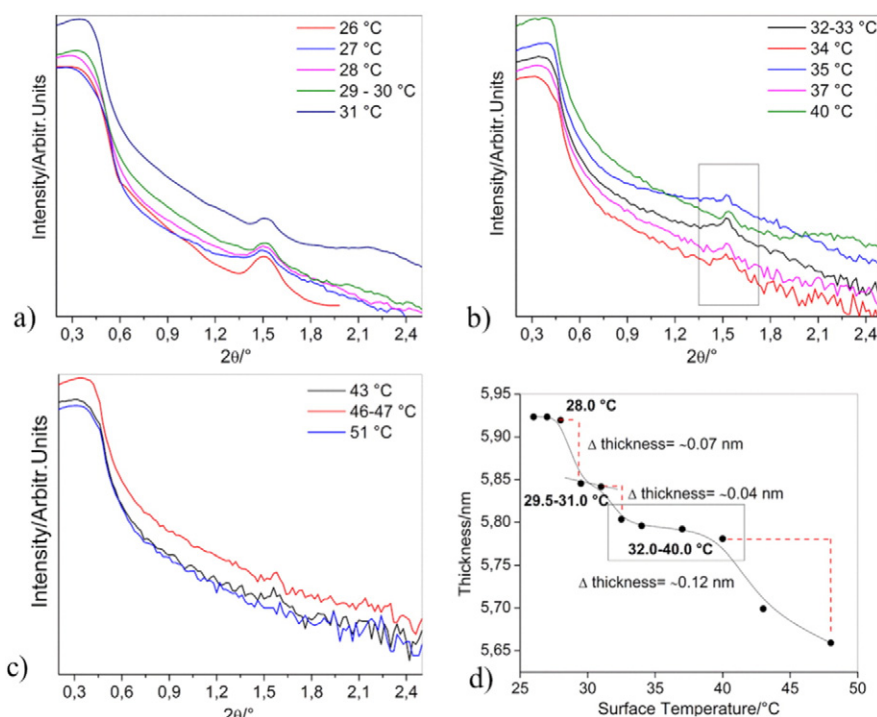 a)
Intensity/Arbitr.Units
26 °C
27 °C
28 °C
29 - 30 °C
31 °C
0,3 0,6 0,9 1,2 1,5 1,8 2,1 2,4
2θ/°
b)
Intensity/Arbitr.Units
32-33 °C
34 °C
35 °C
37 °C
40 °C
0,3 0,6 0,9 1,2 1,5 1,8 2,1 2,4
2θ/°
c)
Intensity/Arbitr.Units
43 °C
46-47 °C
51 °C
0,3 0,6 0,9 1,2 1,5 1,8 2,1 2,4
2θ/°
d)
Thickness/nm
5,95
5,90
5,85
5,80
5,75
5,70
5,65
28.0 °C
Δ thickness= ~0.07 nm
29.5-31.0 °C
Δ thickness= ~0.04 nm
32.0-40.0 °C
Δ thickness= ~0.12 nm
25 30 35 40 45 50
Surface Temperature/°C